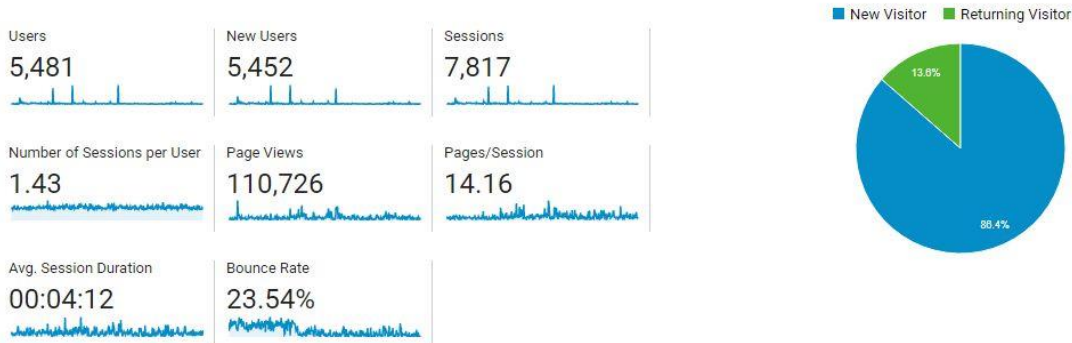 New Visitor Returning Visitor
Users New Users Sessions
5,481 5,452 7,817
13.6%
Number of Sessions per User Page Views Pages/Session
1.43 110,726 14.16
86.4%
Avg. Session Duration Bounce Rate
00:04:12 23.54%